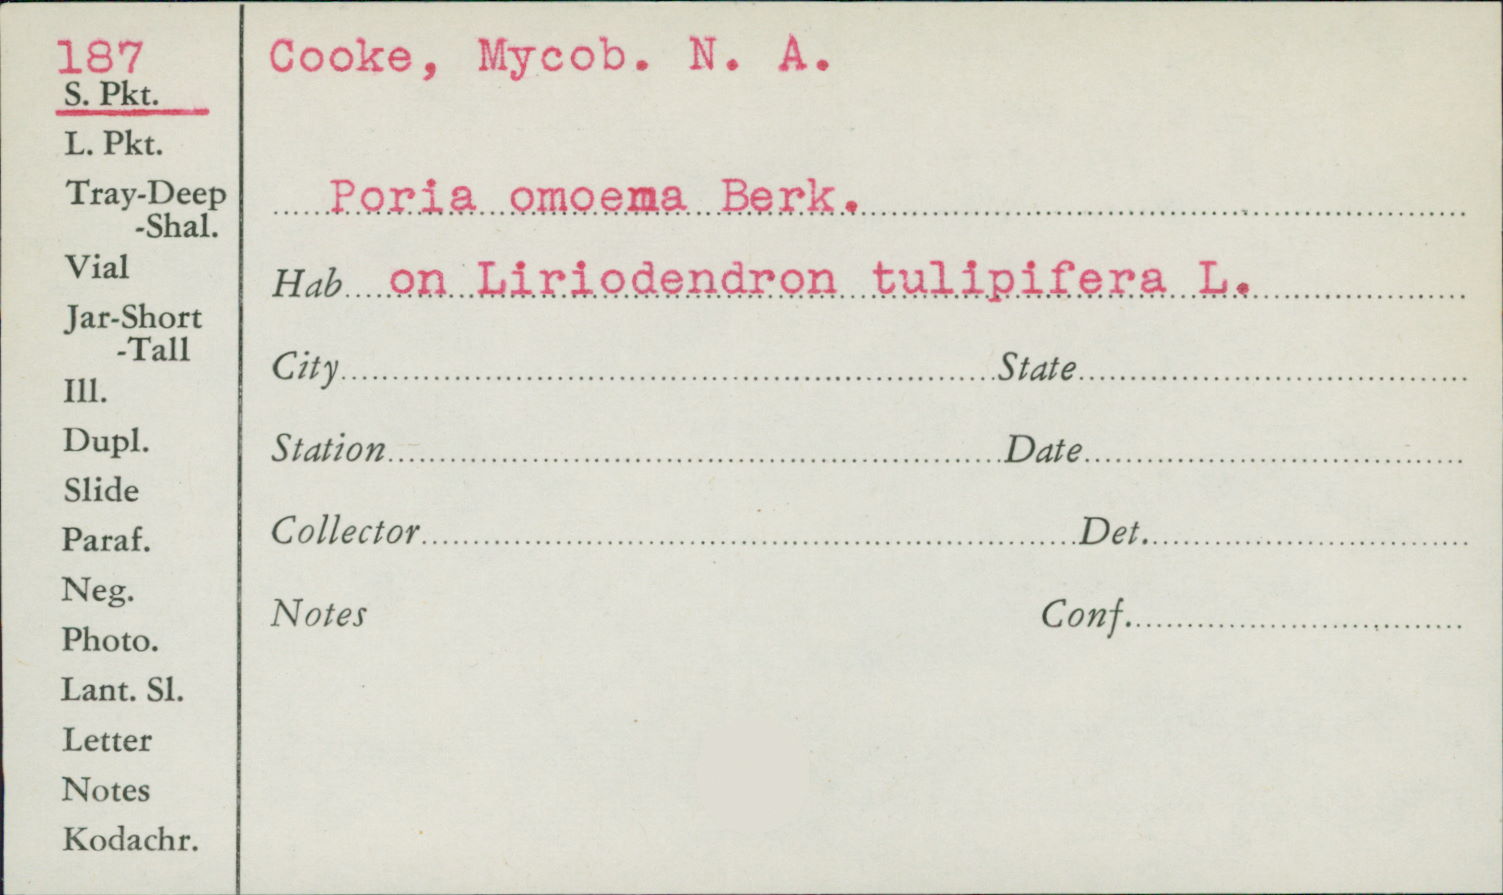 187
S. Pkt.
L. Pkt.
Tray-Deep
-Shal.
Vial
Jar-Short
-Tall
Ill.
Dupl.
Slide
Paraf.
Neg.
Photo.
Lant. Sl.
Letter
Notes
Kodachr.
Cooke, Mycob. N. A.
Poria omoema Berk.
Hab on Liriodendron tulipifera L.
City State
Station Date
Collector Det.
Notes Conf.